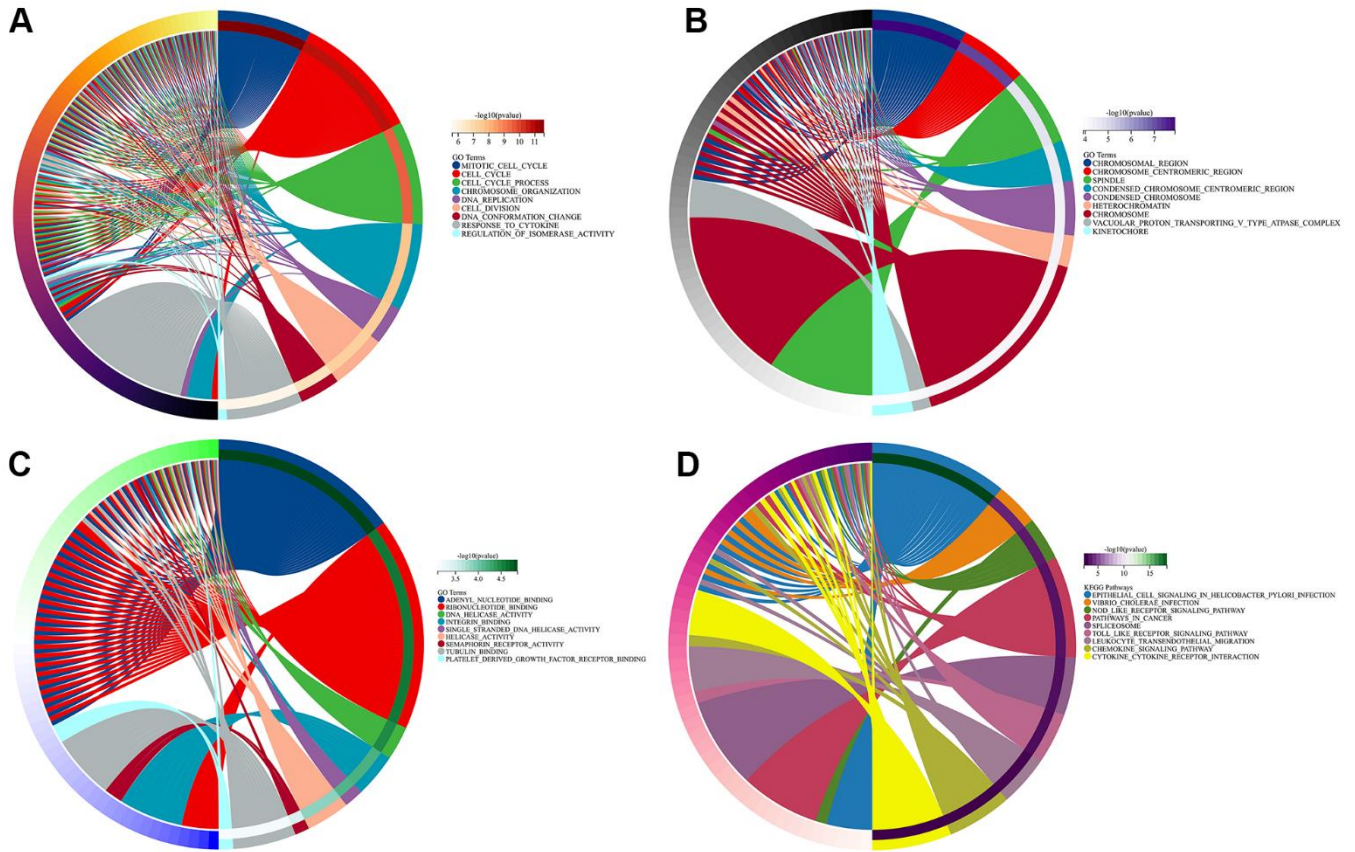 A
-log10(pvalue)
6 7 8 9 10 11
GO Terms
MITOTIC_CELL_CYCLE
CELL_CYCLE
CELL_CYCLE_PROCESS
CHROMOSOME_ORGANIZATION
DNA_REPLICATION
CELL_DIVISION
DNA_CONFORMATION_CHANGE
RESPONSE_TO_CYTOKINE
REGULATION_OF_ISOMERASE_ACTIVITY
B
-log10(pvalue)
4 5 6 7
GO Terms
CHROMOSOMAL_REGION
CHROMOSOME_CENTROMERIC_REGION
SPINDLE
CONDENSED_CHROMOSOME_CENTROMERIC_REGION
CONDENSED_CHROMOSOME
HETEROCHROMATIN
CHROMOSOME
VACUOLAR_PROTON_TRANSPORTING_V_TYPE_ATPASE_COMPLEX
KINETOCHORE
C
-log10(pvalue)
3.5 4.0 4.5
GO Terms
ADENYL_NUCLEOTIDE_BINDING
RIBONUCLEOTIDE_BINDING
DNA_HELICASE_ACTIVITY
INTEGRIN_BINDING
SINGLE_STRANDED_DNA_HELICASE_ACTIVITY
HELICASE_ACTIVITY
SEMAPHORIN_RECEPTOR_ACTIVITY
TUBULIN_BINDING
PLATELET_DERIVED_GROWTH_FACTOR_RECEPTOR_BINDING
D
-log10(pvalue)
5 10 15
KEGG Pathways
EPITHELIAL_CELL_SIGNALING_IN_HELICOBACTER_PYLORI_INFECTION
VIBRIO_CHOLERAE_INFECTION
NOD_LIKE_RECEPTOR_SIGNALING_PATHWAY
PATHWAYS_IN_CANCER
SPLICEOSOME
TOLL_LIKE_RECEPTOR_SIGNALING_PATHWAY
LEUKOCYTE_TRANSENDOTHELIAL_MIGRATION
CHEMOKINE_SIGNALING_PATHWAY
CYTOKINE_CYTOKINE_RECEPTOR_INTERACTION